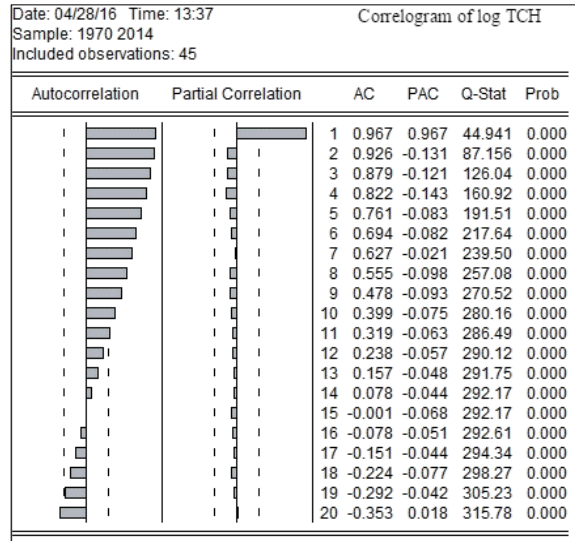 Date: 04/28/16 Time: 13:37 Correlogram of log TCH
Sample: 1970 2014
Included observations: 45
Autocorrelation Partial Correlation AC PAC Q-Stat Prob
1 0.967 0.967 44.941 0.000
2 0.926 -0.131 87.156 0.000
3 0.879 -0.121 126.04 0.000
4 0.822 -0.143 160.92 0.000
5 0.761 -0.083 191.51 0.000
6 0.694 -0.082 217.64 0.000
7 0.627 -0.021 239.50 0.000
8 0.555 -0.098 257.08 0.000
9 0.478 -0.093 270.52 0.000
10 0.399 -0.075 280.16 0.000
11 0.319 -0.063 286.49 0.000
12 0.238 -0.057 290.12 0.000
13 0.157 -0.048 291.75 0.000
14 0.078 -0.044 292.17 0.000
15 -0.001 -0.068 292.17 0.000
16 -0.078 -0.051 292.61 0.000
17 -0.151 -0.044 294.34 0.000
18 -0.224 -0.077 298.27 0.000
19 -0.292 -0.042 305.23 0.000
20 -0.353 0.018 315.78 0.000